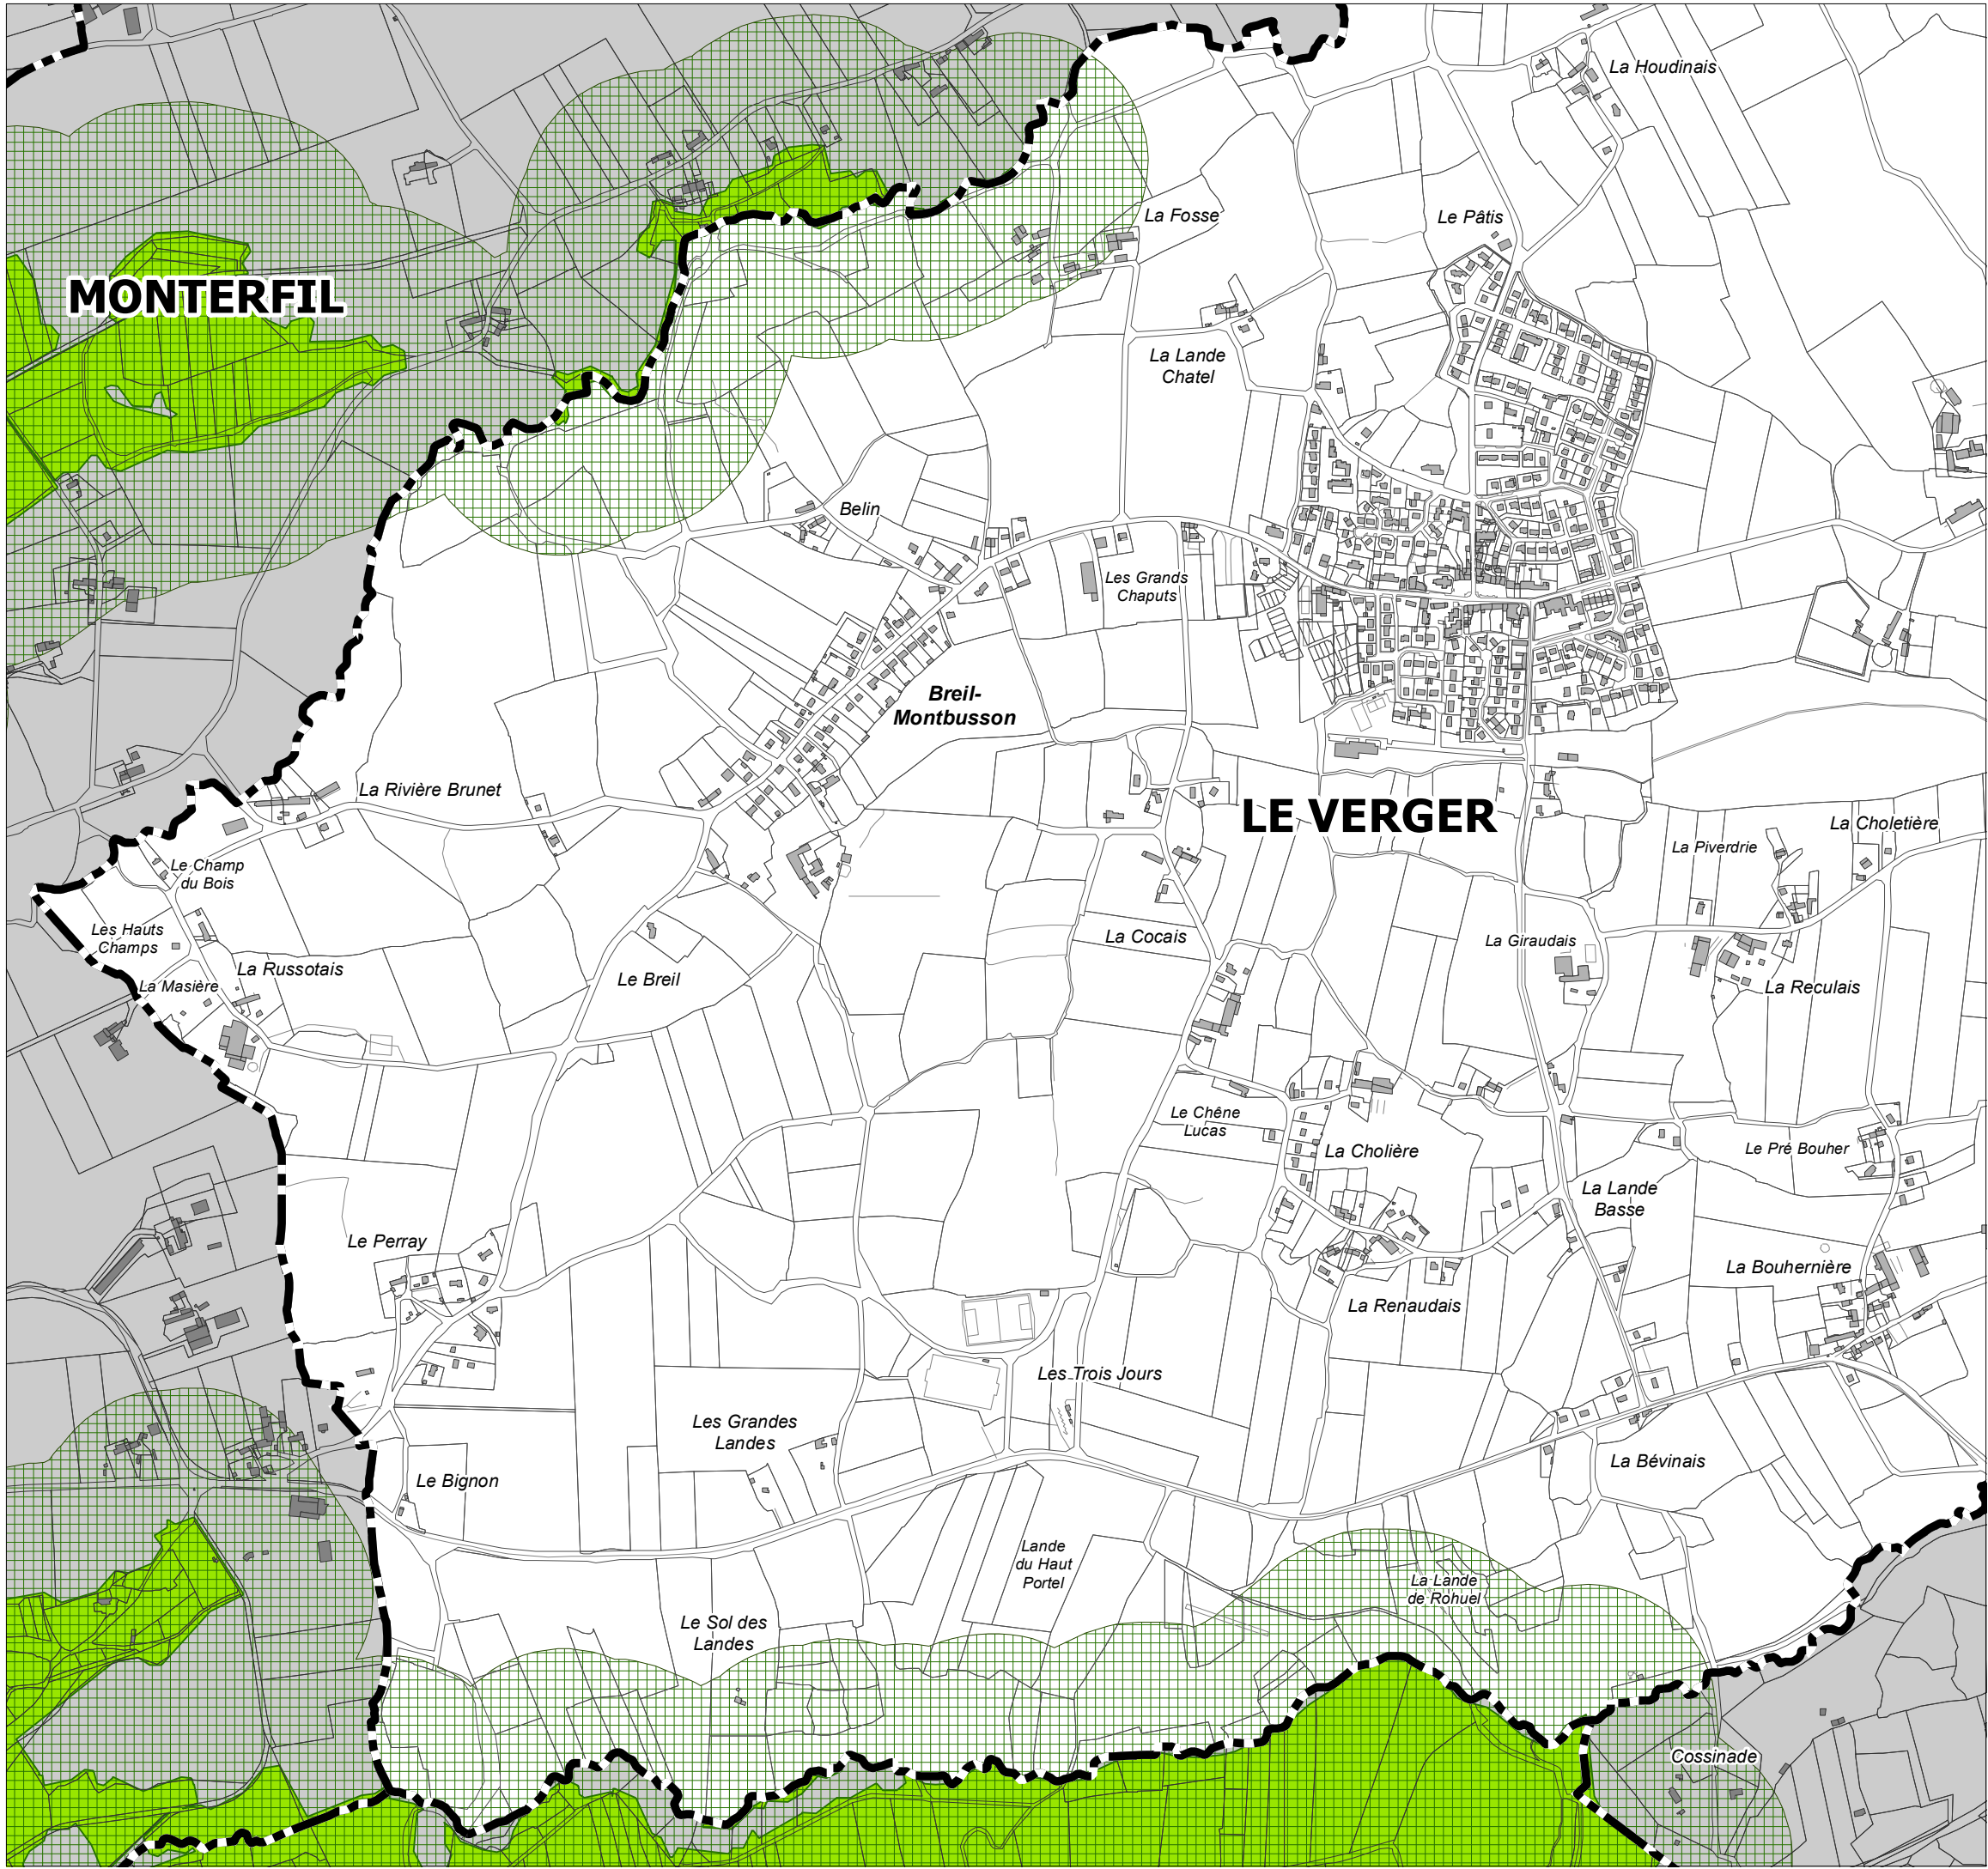 La Houdinais
La Fosse
Le Pâtis
MONTERFIL
La Lande
Chatel
Belin
Les Grands
Chaputs
Breil-
Montbusson
La Rivière Brunet
LE VERGER
La Choletière
La Piverdrie
Le Champ
du Bois
Les Hauts
Champs
La Cocais
La Giraudais
La Russotais
Le Breil
La Masière
La Reculais
Le Chêne
Lucas
La Cholière
Le Pré Bouher
La Lande
Basse
Le Perray
La Bouhernière
La Renaudais
Les Trois Jours
Les Grandes
Landes
La Bévinais
Le Bignon
Lande
du Haut
Portel
La Lande
de Rohuel
Le Sol des
Landes
Cossinade